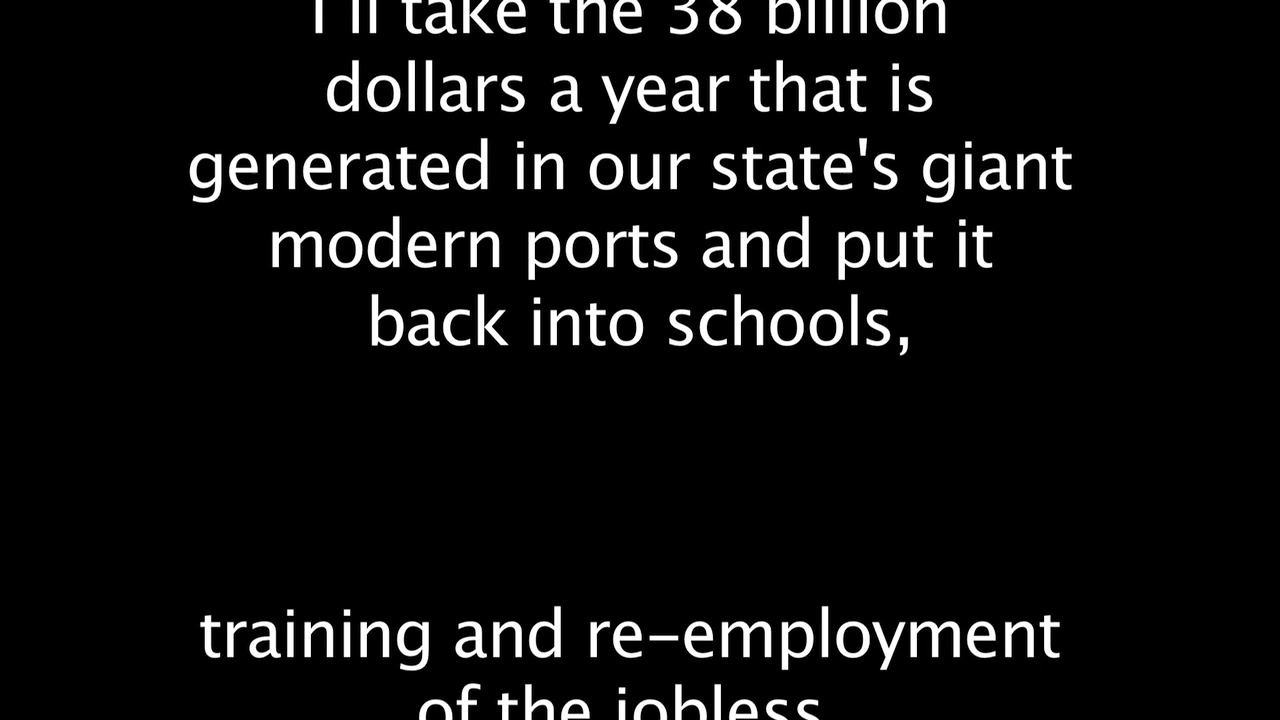 I'll take the 38 billion
dollars a year that is
generated in our state's giant
modern ports and put it
back into schools,
training and re-employment
of the jobless